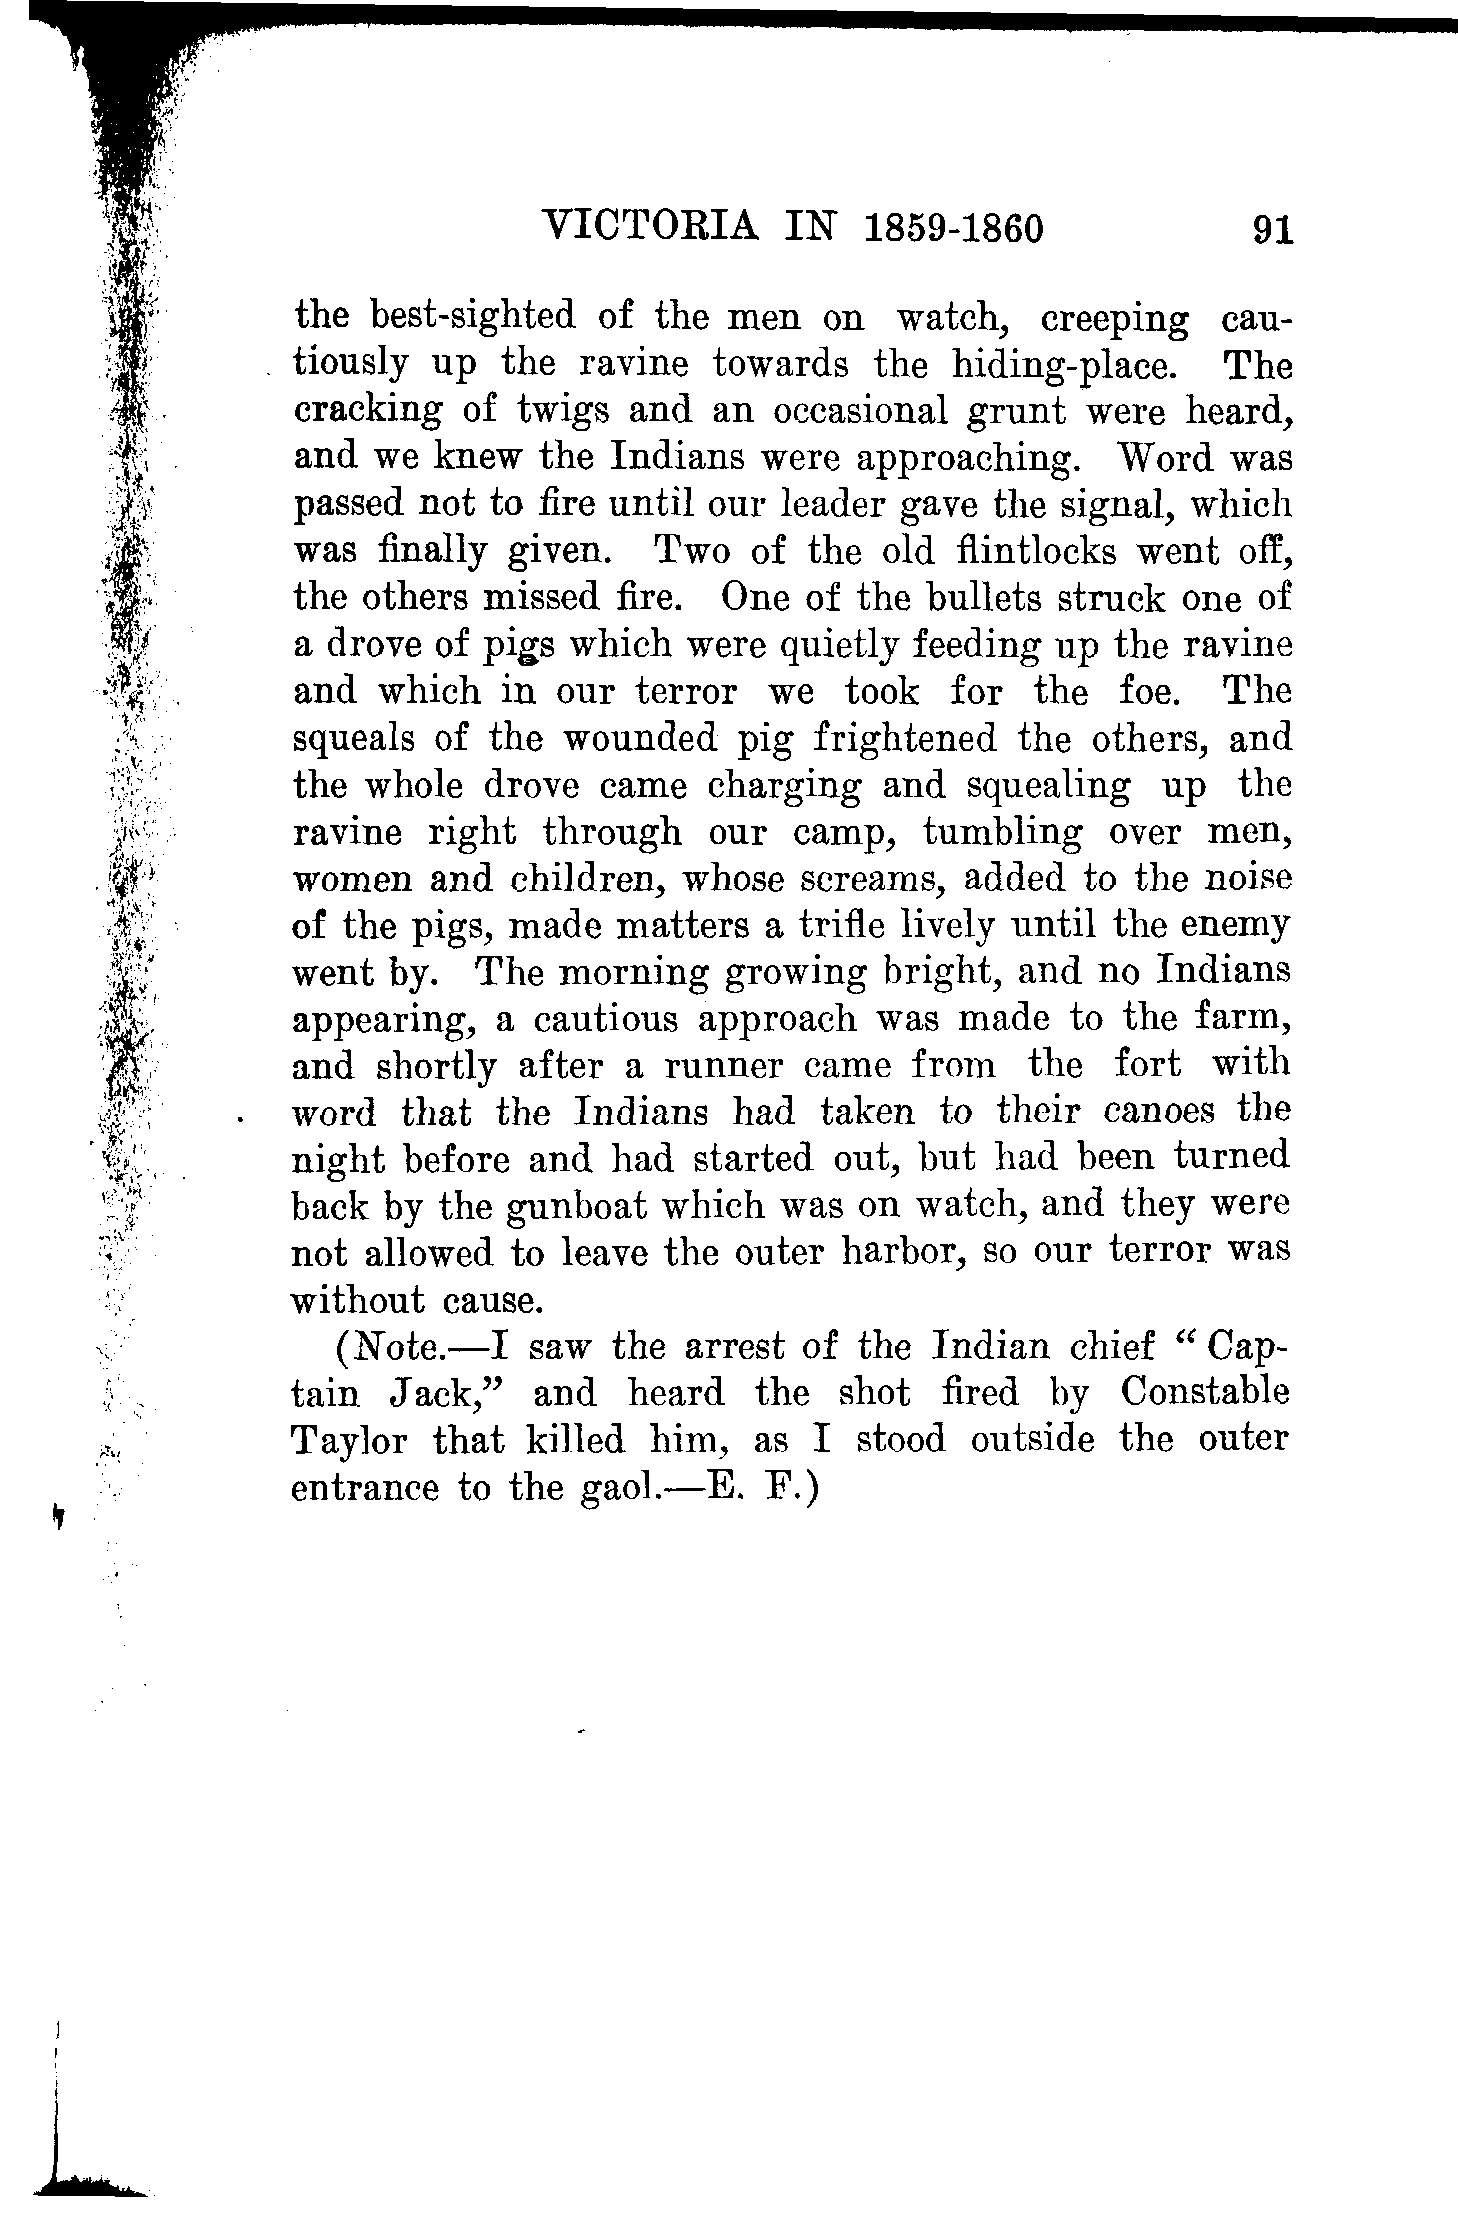 VICTORIA IN 1859-1860 91
the best-sighted of the men on watch, creeping cau-
tiously up the ravine towards the hiding-place. The
cracking of twigs and an occasional grunt were heard,
and we knew the Indians were approaching. Word was
passed not to fire until our leader gave the signal, which
was finally given. Two of the old flintlocks went off,
the others missed fire. One of the bullets struck one of
a drove of pigs which were quietly feeding up the ravine
and which in our terror we took for the foe. The
squeals of the wounded pig frightened the others, and
the whole drove came charging and squealing up the
ravine right through our camp, tumbling over men,
women and children, whose screams, added to the noise
of the pigs, made matters a trifle lively until the enemy
went by. The morning growing bright, and no Indians
appearing, a cautious approach was made to the farm,
and shortly after a runner came from the fort with
word that the Indians had taken to their canoes the
night before and had started out, but had been turned
back by the gunboat which was on watch, and they were
not allowed to leave the outer harbor, so our terror was
without cause.
(Note.—I saw the arrest of the Indian chief “ Cap-
tain Jack,” and heard the shot fired by Constable
Taylor that killed him, as I stood outside the outer
entrance to the gaol.—E. F.)